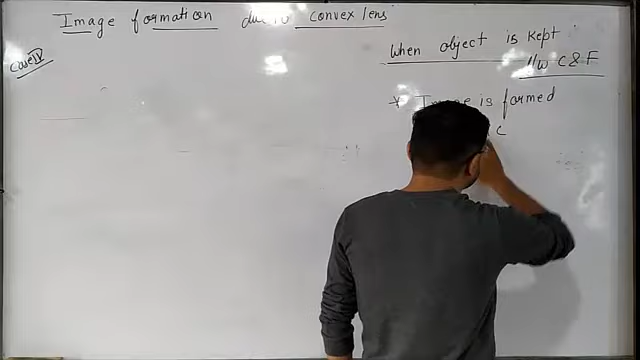 Image formation due to convex lens
Case IV
When object is kept
b/w C & F
* Image is formed
C